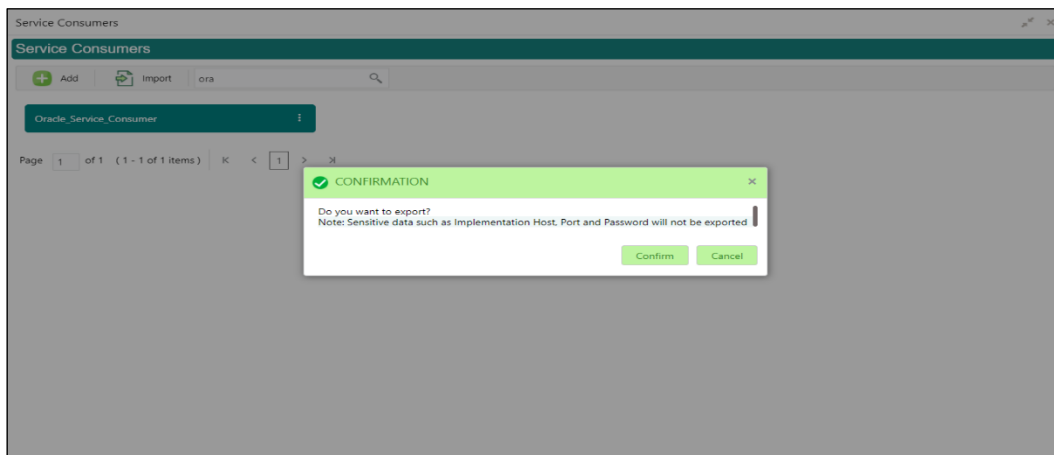 Service Consumers
Service Consumers
Add Import ora
Oracle_Service_Consumer
Page 1 of 1 (1 - 1 of 1 items) K < 1 > Ж
CONFIRMATION
Do you want to export?
Note: Sensitive data such as Implementation Host, Port and Password will not be exported
Confirm Cancel